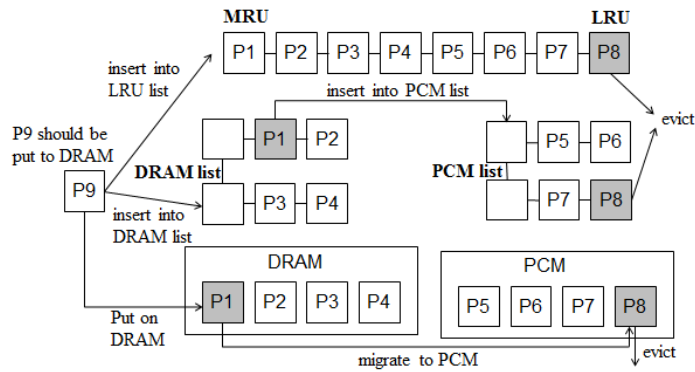 MRU
LRU
P1 P2 P3 P4 P5 P6 P7 P8
insert into
LRU list
insert into PCM list
evict
P9 should be
put to DRAM
P1 P2
P5 P6
DRAM list
PCM list
P9
P3 P4
P7 P8
insert into
DRAM list
DRAM
PCM
P1 P2 P3 P4
P5 P6 P7 P8
Put on
DRAM
migrate to PCM
evict